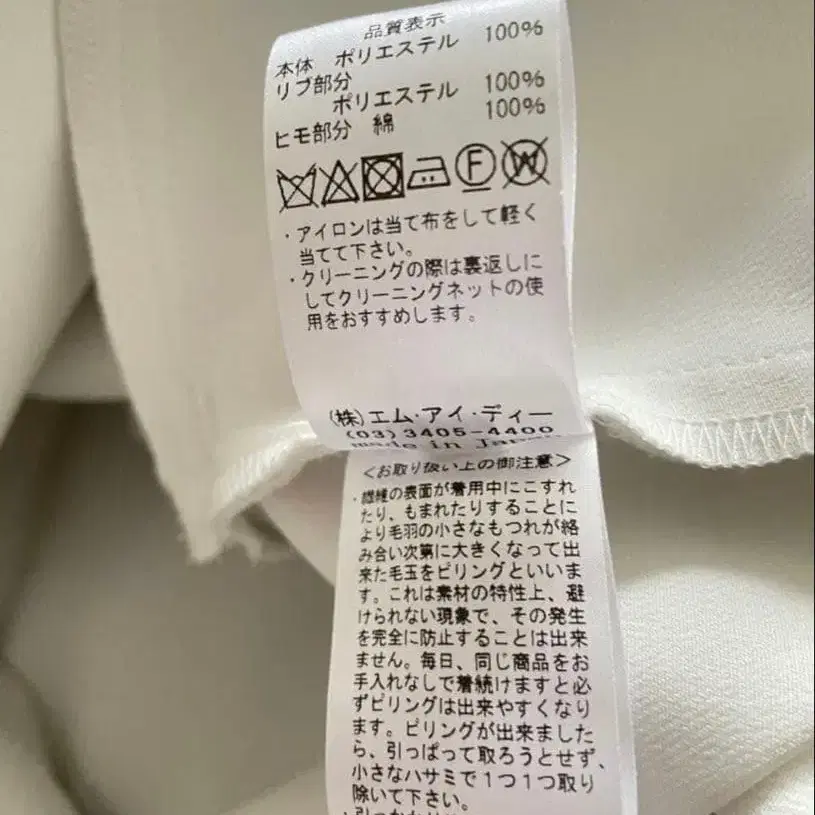 品質表示
本体 ポリエステル 100%
リブ部分
ポリエステル 100%
ヒモ部分 綿 100%
F
W
・アイロンは当て布をして軽く
当てて下さい。
・クリーニングの際は裏返しに
してクリーニングネットの使
用をおすすめします。
(株)エム・アイ・ディー
(03)3405-4400
made in Japan
<お取り扱い上の御注意>
・繊維の表面が着用中にこすれ
たり、もまれたりすることに
より毛羽の小さなもつれが絡
み合い次第に大きくなって出
来た毛玉をピリングといいま
す。これは素材の特性上、避
けられない現象で、その発生
を完全に防止することは出来
ません。毎日、同じ商品をお
手入れなしで着続けますと必
ずピリングは出来やすくなり
ます。ピリングが出来ました
ら、引っぱって取ろうとせず、
小さなハサミで1つ1つ取り
除いて下さい。